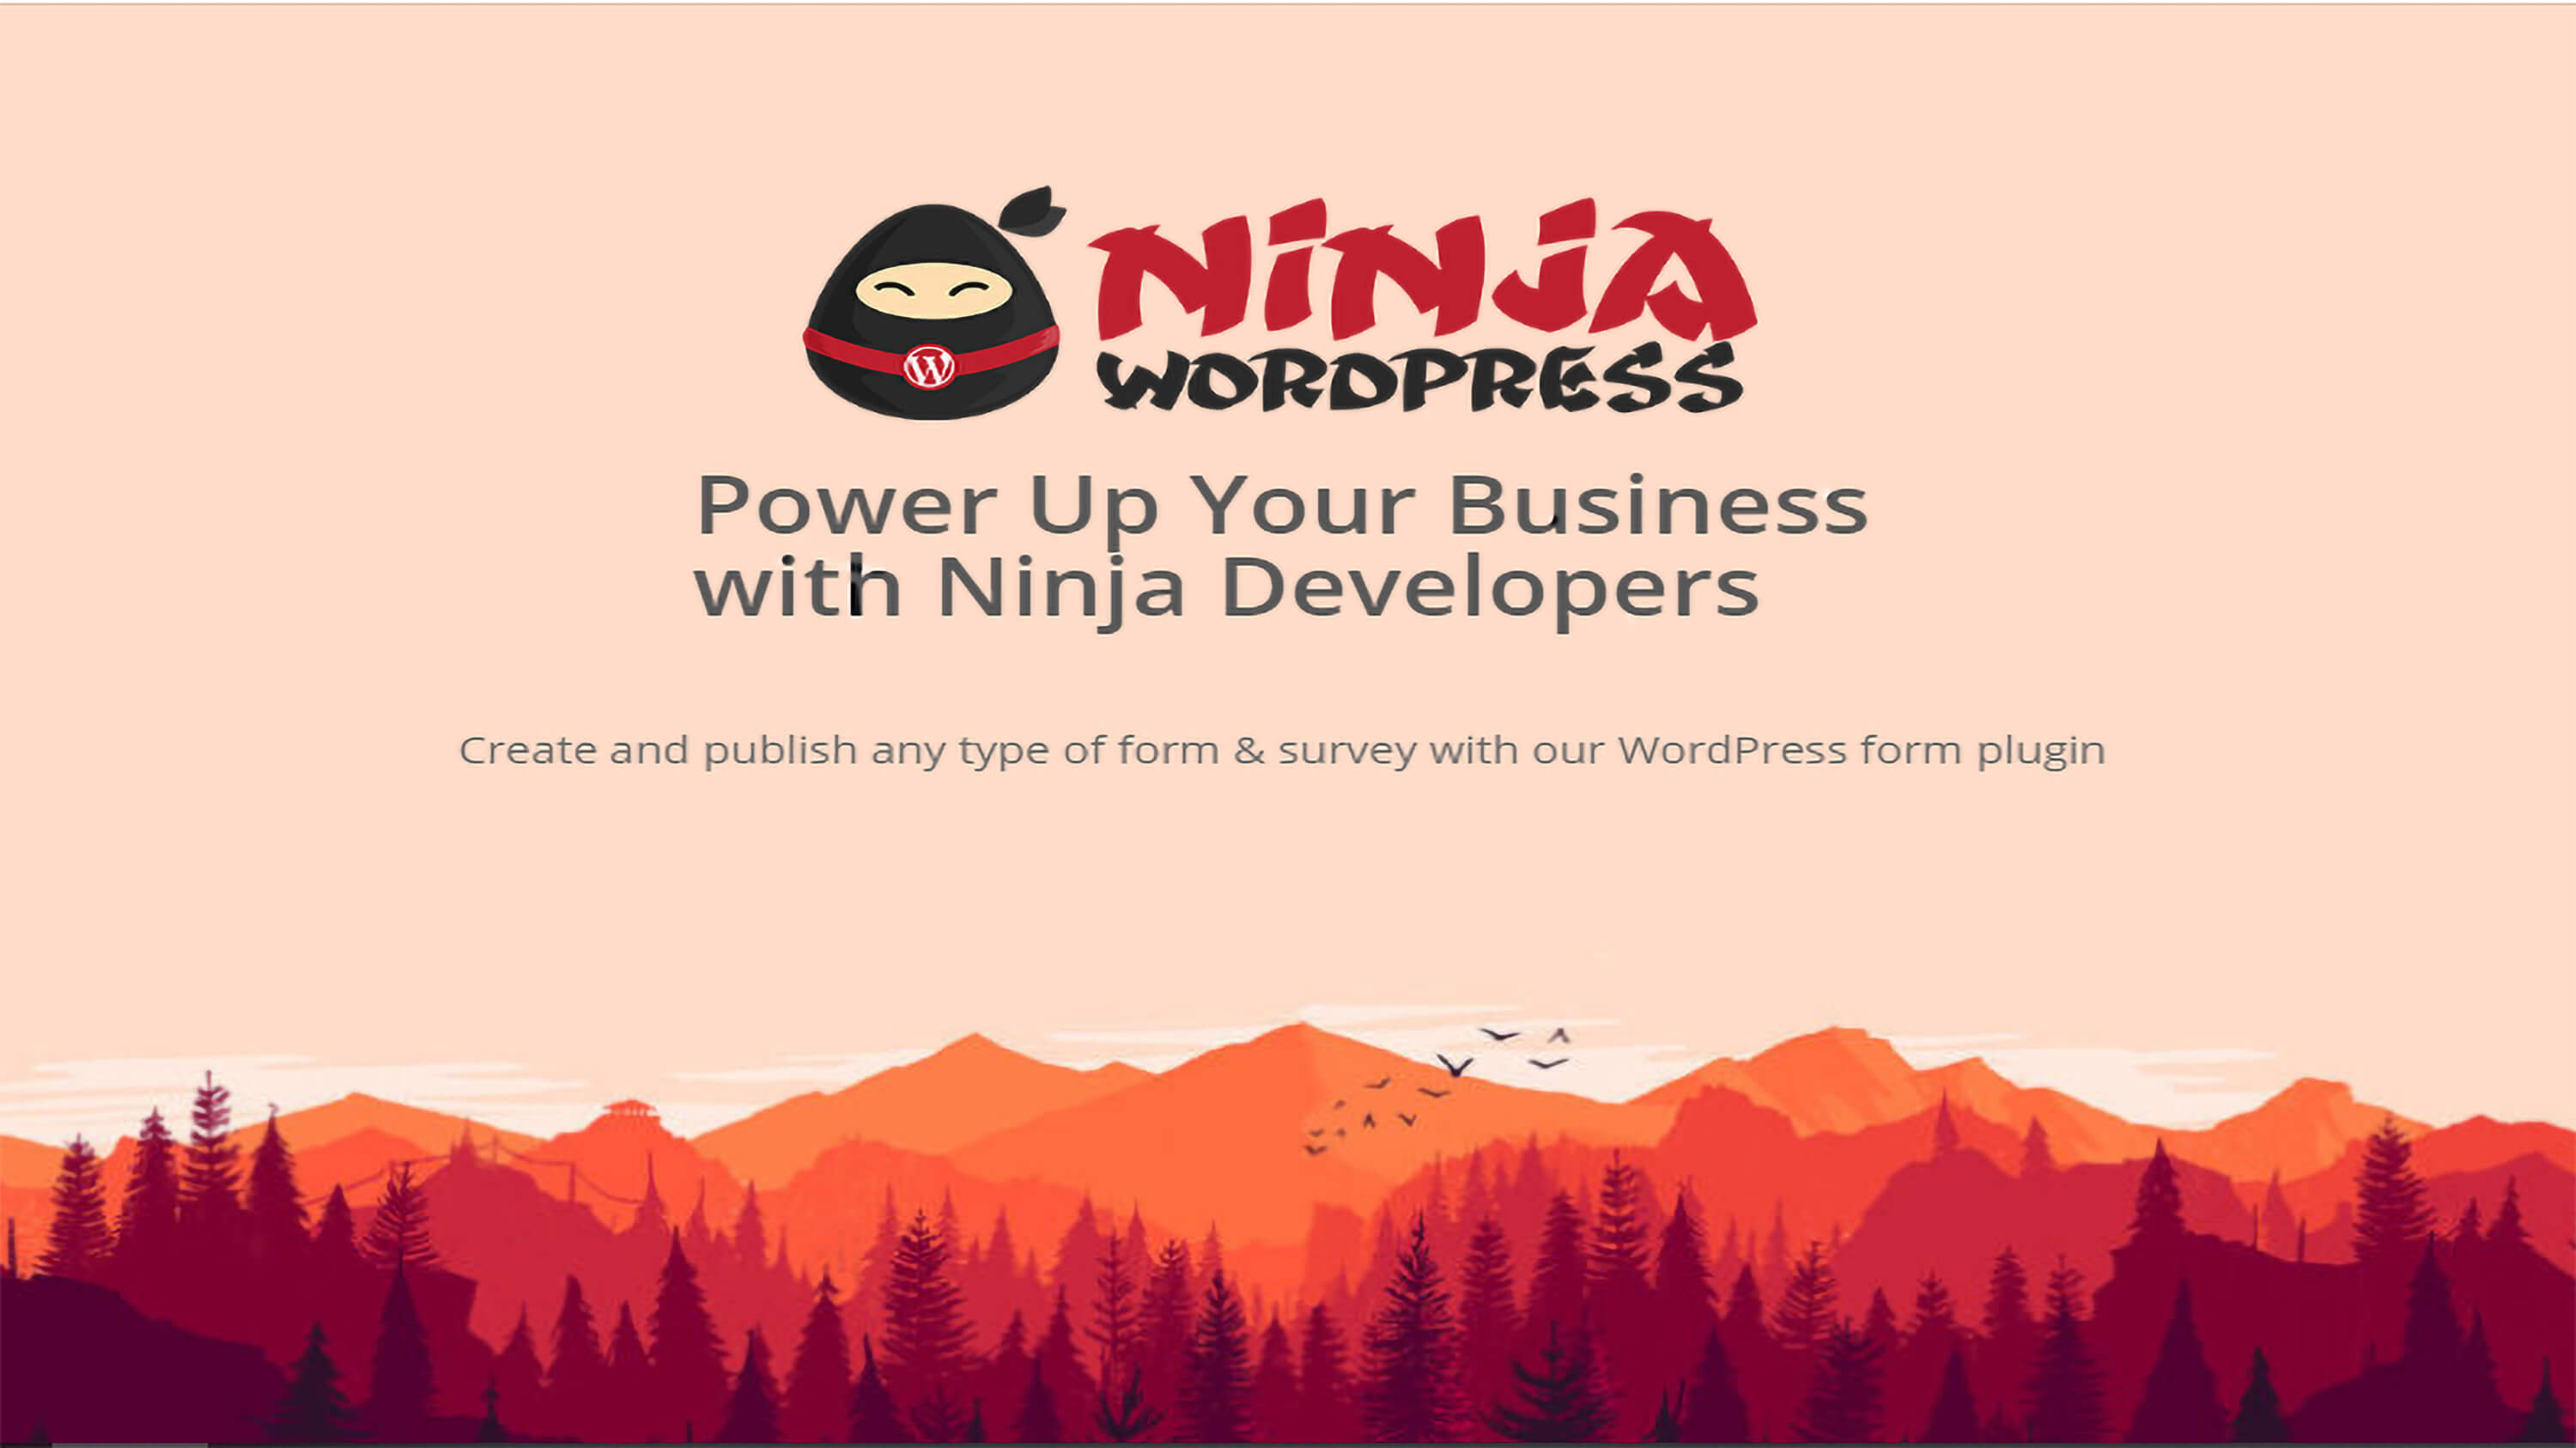 NINJA
WORDPRESS
Power Up Your Business
with Ninja Developers
Create and publish any type of form & survey with our WordPress form plugin